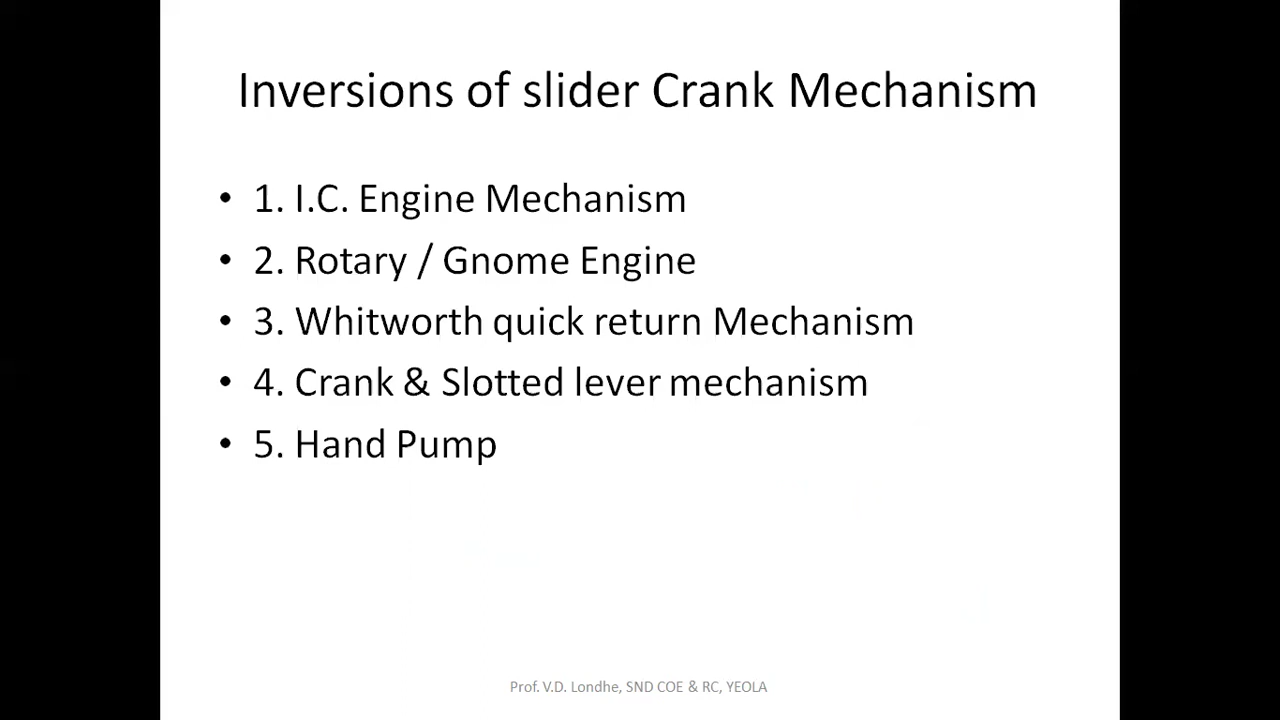 Inversions of slider Crank Mechanism
• 1. I.C. Engine Mechanism
• 2. Rotary / Gnome Engine
• 3. Whitworth quick return Mechanism
• 4. Crank & Slotted lever mechanism
• 5. Hand Pump
Prof. V.D. Londhe, SND COE & RC, YEOLA